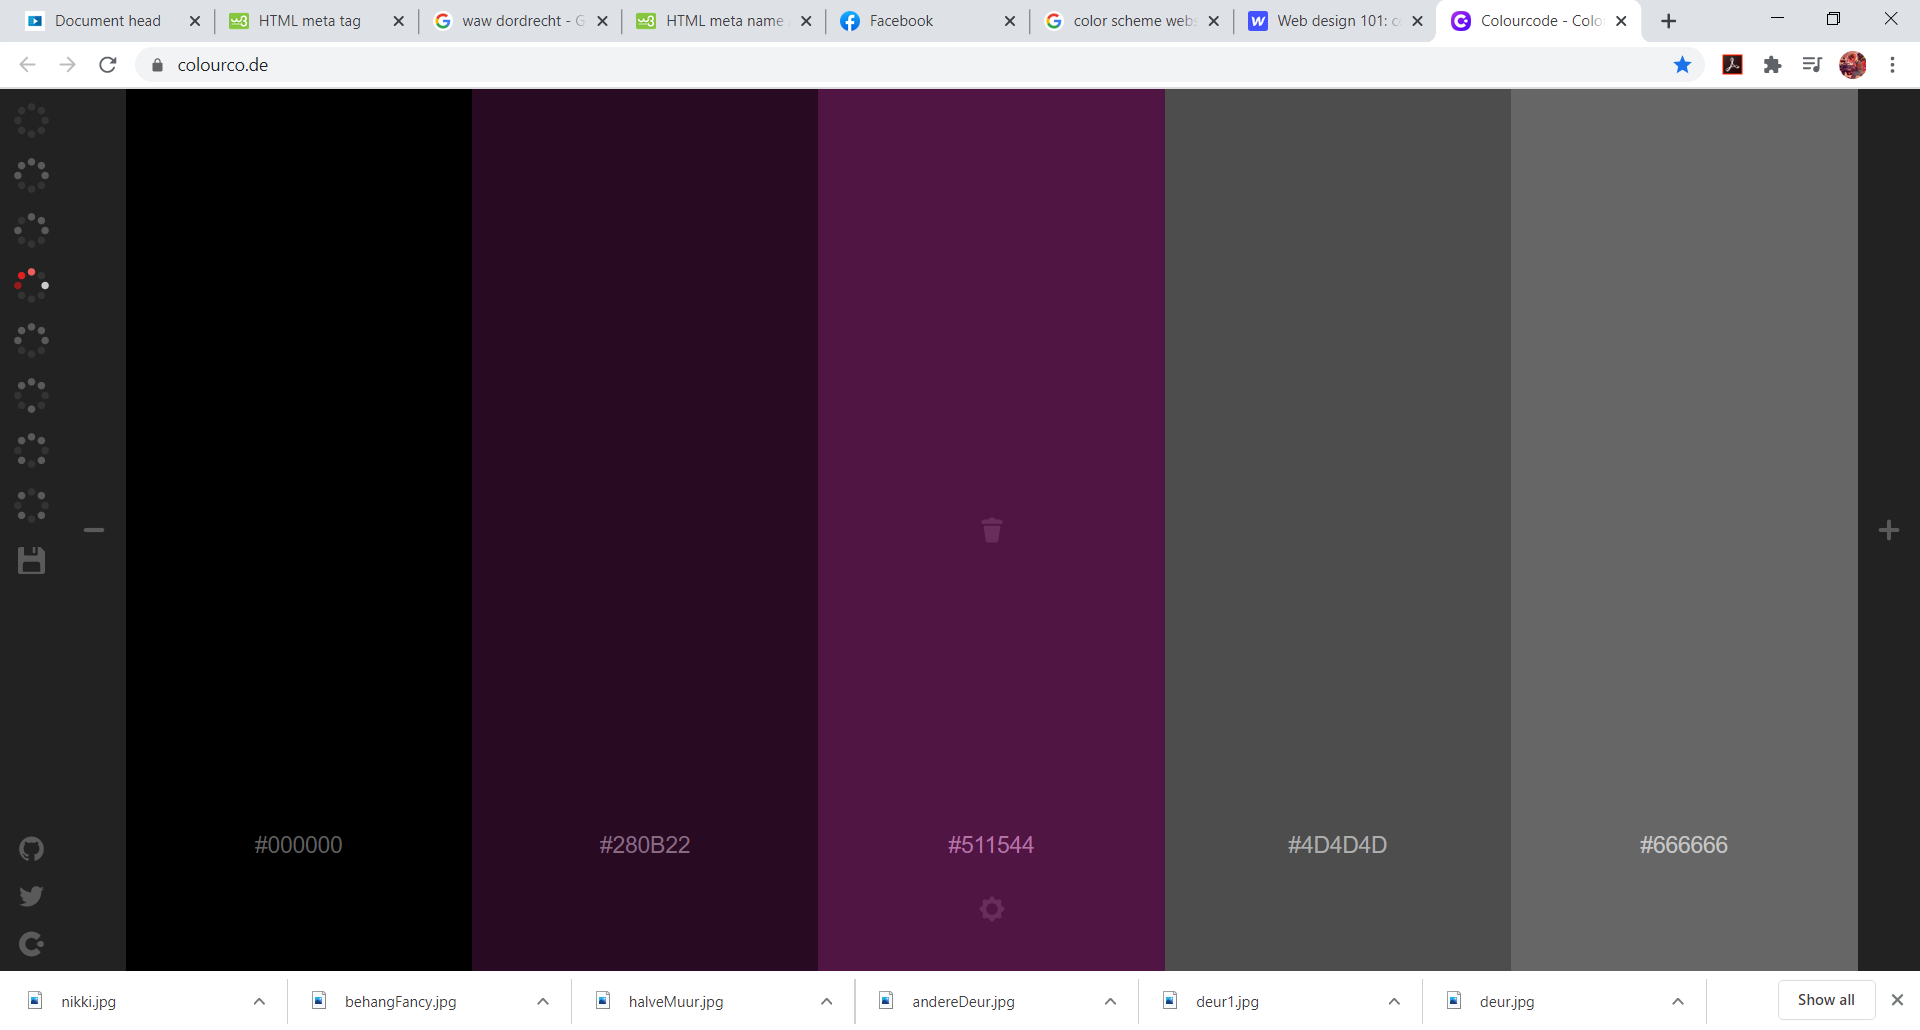 Document head
HTML meta tag
waw dordrecht - G
HTML meta name
Facebook
color scheme webs
Web design 101: c
Colourcode - Colo
colourco.de
#000000
#280B22
#511544
#4D4D4D
#666666
nikki.jpg
behangFancy.jpg
halveMuur.jpg
andereDeur.jpg
deur1.jpg
deur.jpg
Show all